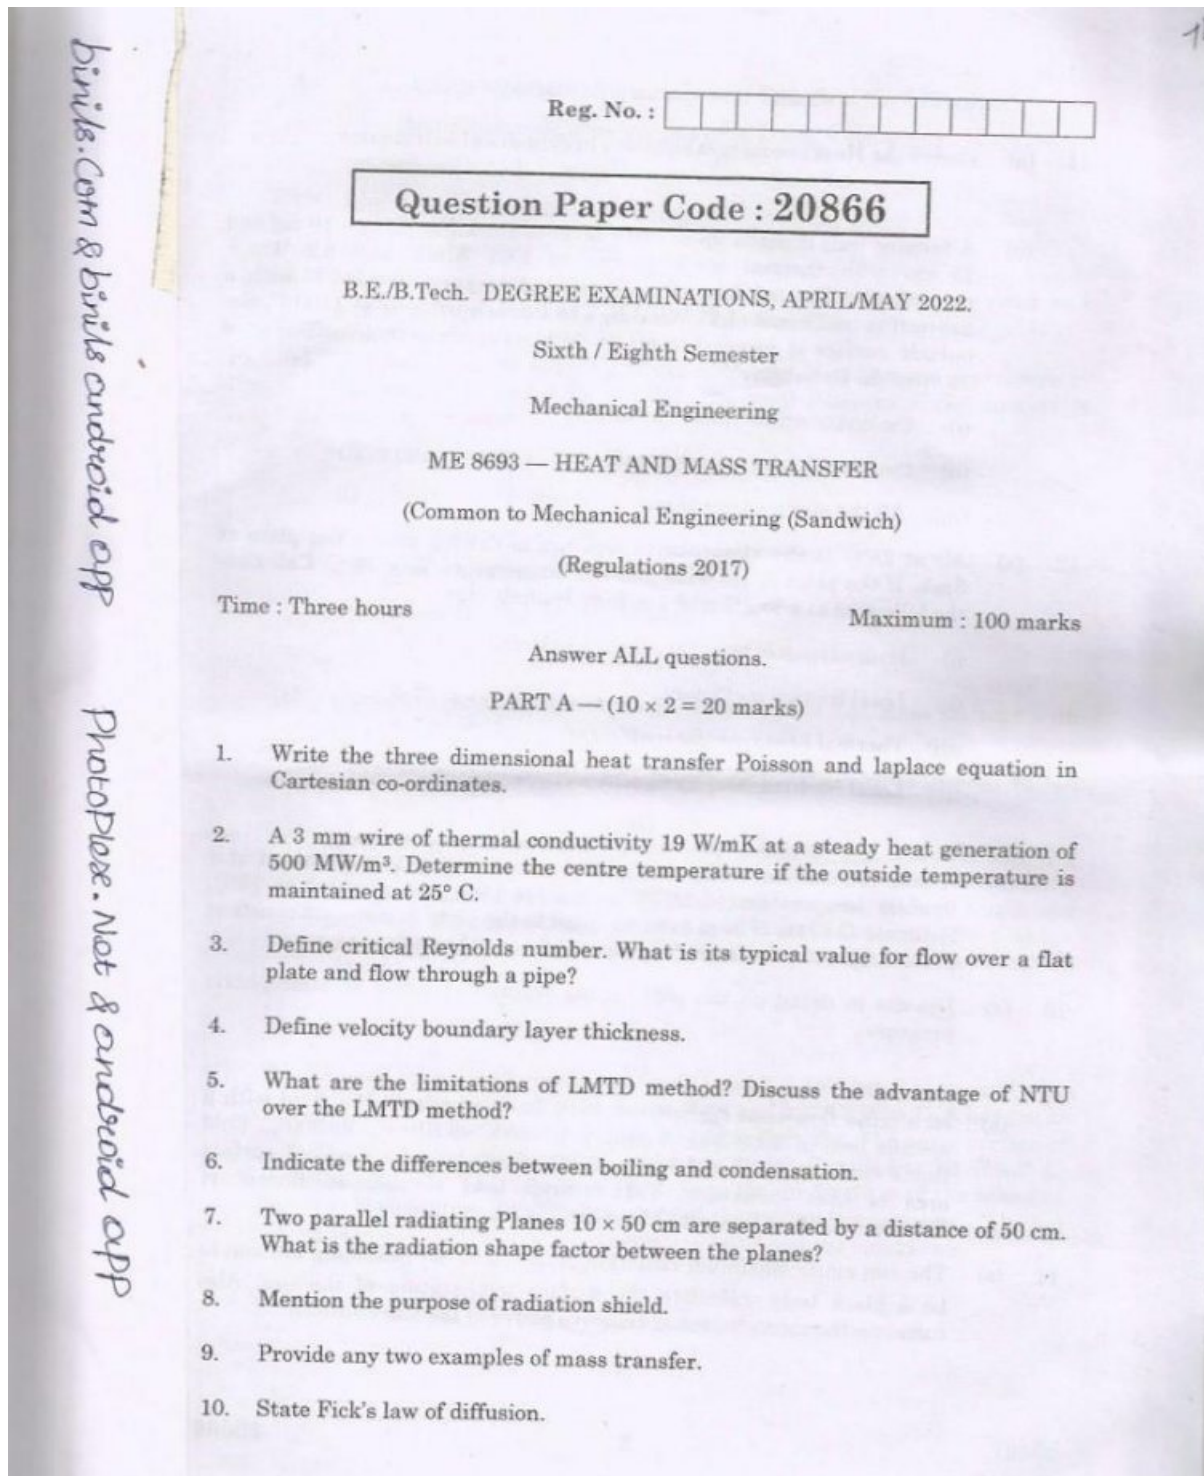 Reg. No. :
Question Paper Code : 20866
B.E./B.Tech. DEGREE EXAMINATIONS, APRIL/MAY 2022.
Sixth / Eighth Semester
Mechanical Engineering
ME 8693 — HEAT AND MASS TRANSFER
(Common to Mechanical Engineering (Sandwich)
(Regulations 2017)
Time : Three hours Maximum : 100 marks
Answer ALL questions.
PART A — (10 × 2 = 20 marks)
1. Write the three dimensional heat transfer Poisson and laplace equation in
Cartesian co-ordinates.
2. A 3 mm wire of thermal conductivity 19 W/mK at a steady heat generation of
500 MW/m³. Determine the centre temperature if the outside temperature is
maintained at 25° C.
3. Define critical Reynolds number. What is its typical value for flow over a flat
plate and flow through a pipe?
4. Define velocity boundary layer thickness.
5. What are the limitations of LMTD method? Discuss the advantage of NTU
over the LMTD method?
6. Indicate the differences between boiling and condensation.
7. Two parallel radiating Planes 10 × 50 cm are separated by a distance of 50 cm.
What is the radiation shape factor between the planes?
8. Mention the purpose of radiation shield.
9. Provide any two examples of mass transfer.
10. State Fick's law of diffusion.
binils.Com & binils android app
PhotoPlex.Net & android app